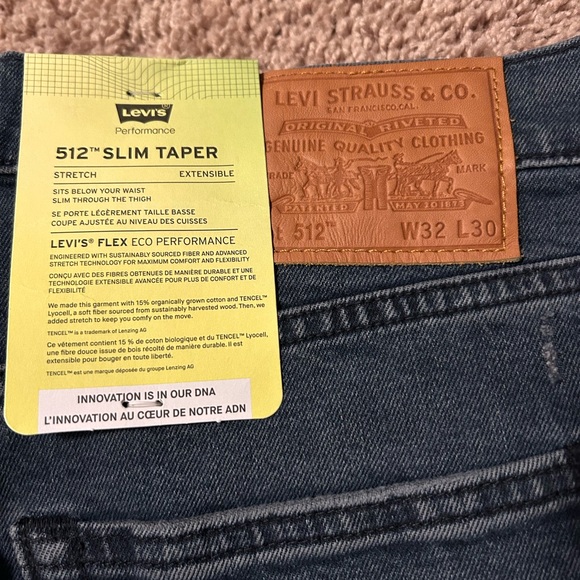 LEVI'S
Performance
512™ SLIM TAPER
STRETCH EXTENSIBLE
SITS BELOW YOUR WAIST
SLIM THROUGH THE THIGH
SE PORTE LÉGÈREMENT TAILLE BASSE
COUPE AJUSTÉE AU NIVEAU DES CUISSES
LEVI'S® FLEX ECO PERFORMANCE
ENGINEERED WITH SUSTAINABLY SOURCED FIBER AND ADVANCED
STRETCH TECHNOLOGY FOR MAXIMUM COMFORT AND FLEXIBILITY
CONÇU AVEC DES FIBRES OBTENUES DE MANIÈRE DURABLE ET UNE
TECHNOLOGIE EXTENSIBLE AVANCÉE POUR PLUS DE CONFORT ET DE
FLEXIBILITÉ
We made this garment with 15% organically grown cotton and TENCEL™
Lyocell, a soft fiber sourced from sustainably harvested wood. Then, we
added stretch to keep you comfy on the move.
TENCEL™ is a trademark of Lenzing AG
Ce vêtement contient 15 % de coton biologique et du TENCEL™ Lyocell,
une fibre douce issue de bois récolté de manière durable. Il est
extensible pour bouger en toute liberté.
TENCEL™ est une marque déposée du groupe Lenzing AG
INNOVATION IS IN OUR DNA
L'INNOVATION AU CŒUR DE NOTRE ADN
LEVI STRAUSS & CO.
SAN FRANCISCO, CAL.
ORIGINAL RIVETED
GENUINE QUALITY CLOTHING
TRADE MARK
PATENTED MAY 20 1873
512™ W32 L30